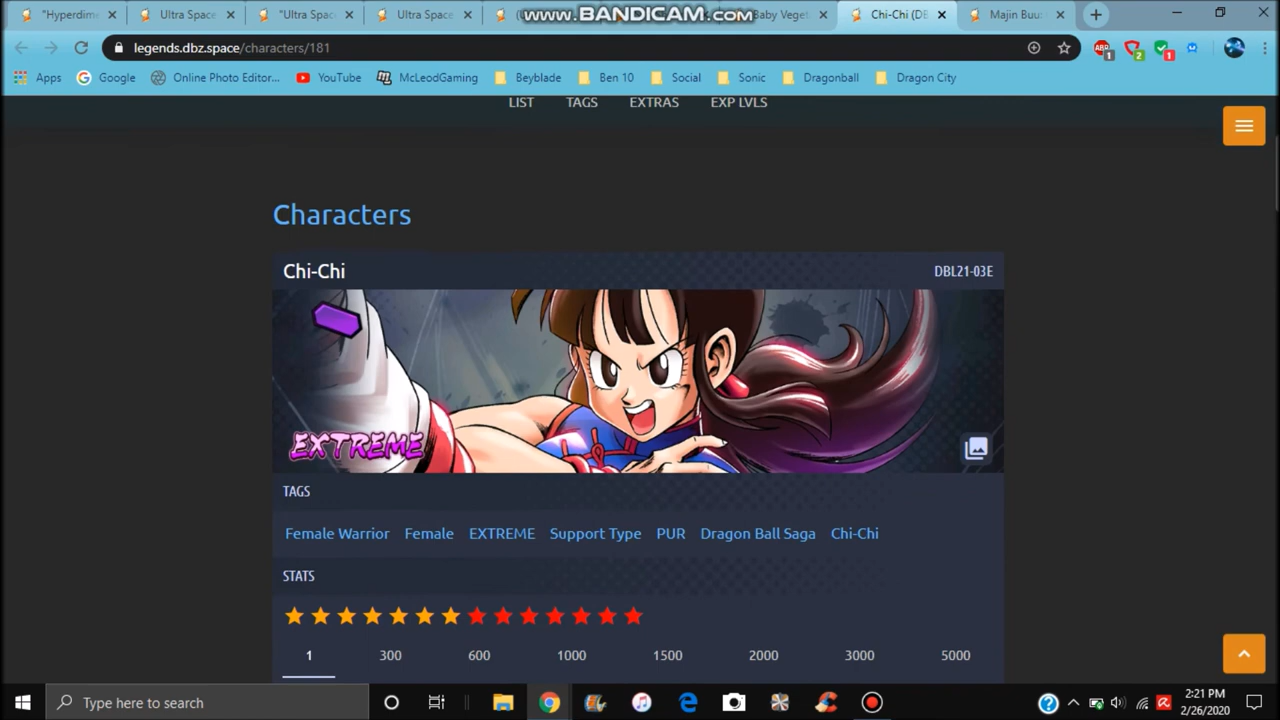 "Hyperdime
Ultra Space
"Ultra Spac
Ultra Space
Baby Veget
Chi-Chi (DB
Majin Buu:
www.BANDICAM.com
legends.dbz.space/characters/181
Apps
Google
Online Photo Editor...
YouTube
McLeodGaming
Beyblade
Ben 10
Social
Sonic
Dragonball
Dragon City
LIST
TAGS
EXTRAS
EXP LVLS
Characters
Chi-Chi
DBL21-03E
EXTREME
TAGS
Female Warrior
Female
EXTREME
Support Type
PUR
Dragon Ball Saga
Chi-Chi
STATS
1
300
600
1000
1500
2000
3000
5000
Type here to search
2:21 PM
2/26/2020